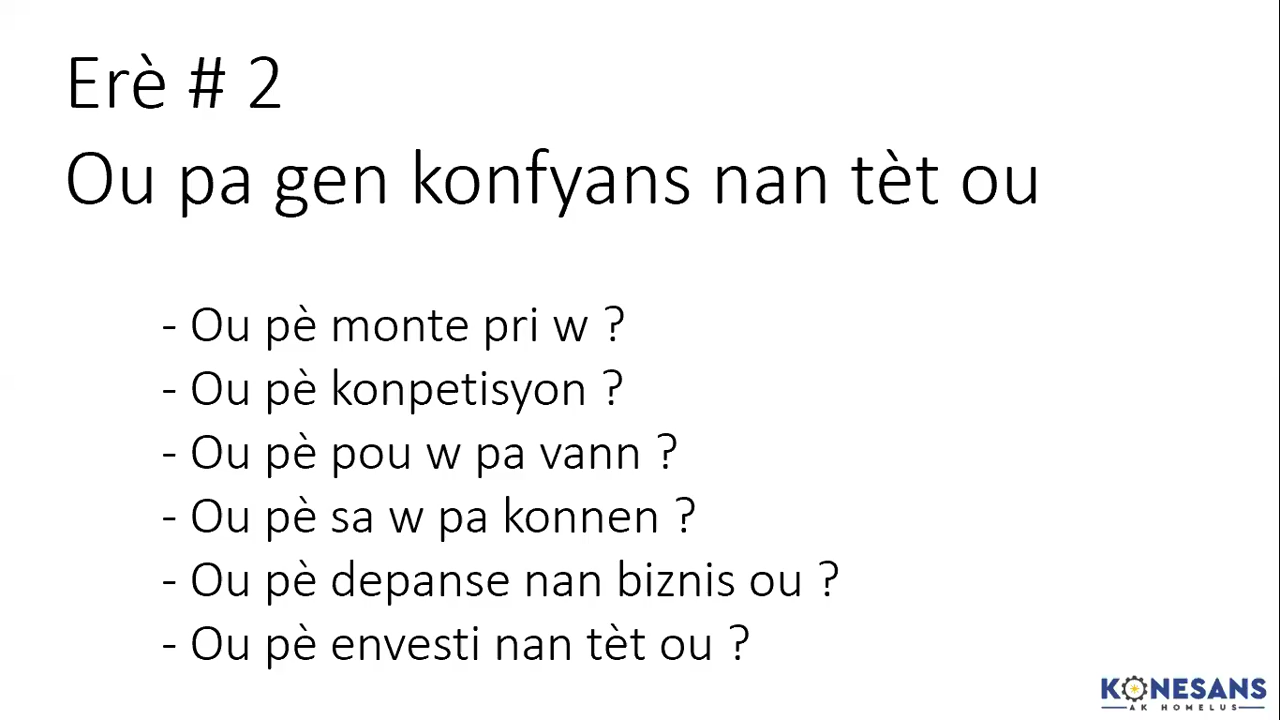 Erè # 2
Ou pa gen konfyans nan tèt ou
- Ou pè monte pri w ?
- Ou pè konpetisyon ?
- Ou pè pou w pa vann ?
- Ou pè sa w pa konnen ?
- Ou pè depanse nan biznis ou ?
- Ou pè envesti nan tèt ou ?
KONESANS
AK HOMELUS